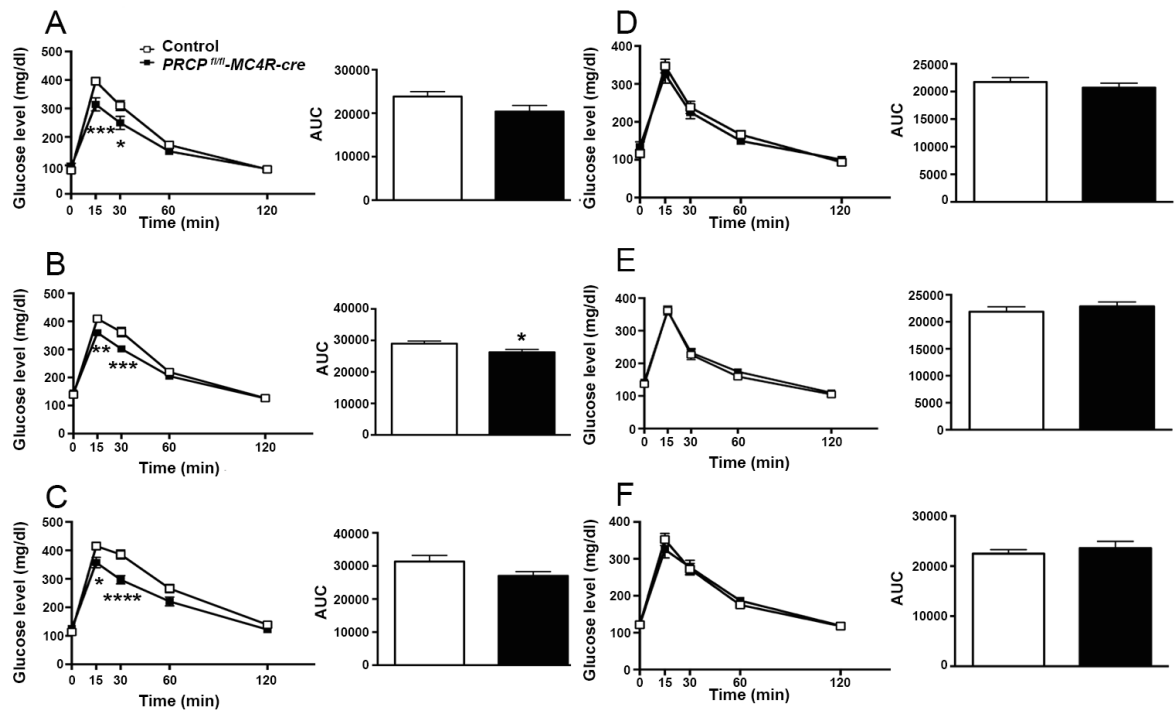 A
Control
PRCP fl/fl-MC4R-cre
Glucose level (mg/dl)
500
400
300
200
100
0
0 15 30 60 120
Time (min)
AUC
30000
20000
10000
0
D
Glucose level (mg/dl)
400
300
200
100
0
0 15 30 60 120
Time (min)
AUC
25000
20000
15000
10000
5000
0
*** *
B
Glucose level (mg/dl)
500
400
300
200
100
0
** ***
0 15 30 60 120
Time (min)
AUC
40000
30000
20000
10000
0
*
E
Glucose level (mg/dl)
400
300
200
100
0
0 15 30 60 120
Time (min)
AUC
25000
20000
15000
10000
5000
0
C
Glucose level (mg/dl)
500
400
300
200
100
0
* ****
0 15 30 60 120
Time (min)
AUC
40000
30000
20000
10000
0
F
Glucose level (mg/dl)
400
300
200
100
0
0 15 30 60 120
Time (min)
AUC
30000
20000
10000
0